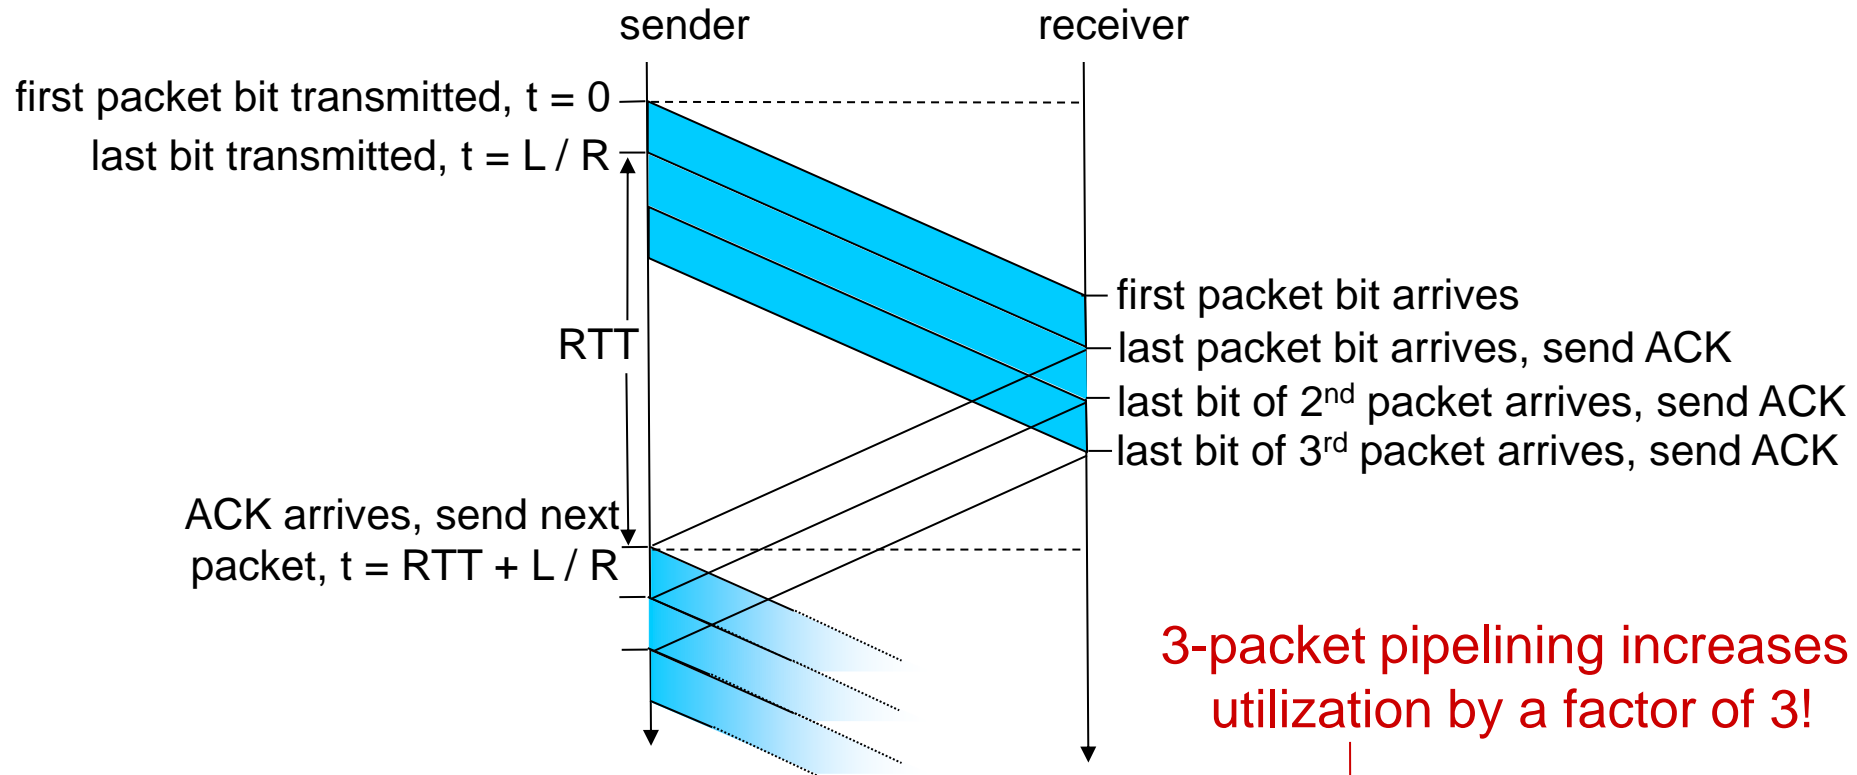 sender
receiver
first packet bit transmitted, t = 0
last bit transmitted, t = L / R
first packet bit arrives
RTT
last packet bit arrives, send ACK
last bit of 2nd packet arrives, send ACK
last bit of 3rd packet arrives, send ACK
ACK arrives, send next
packet, t = RTT + L / R
3-packet pipelining increases
utilization by a factor of 3!